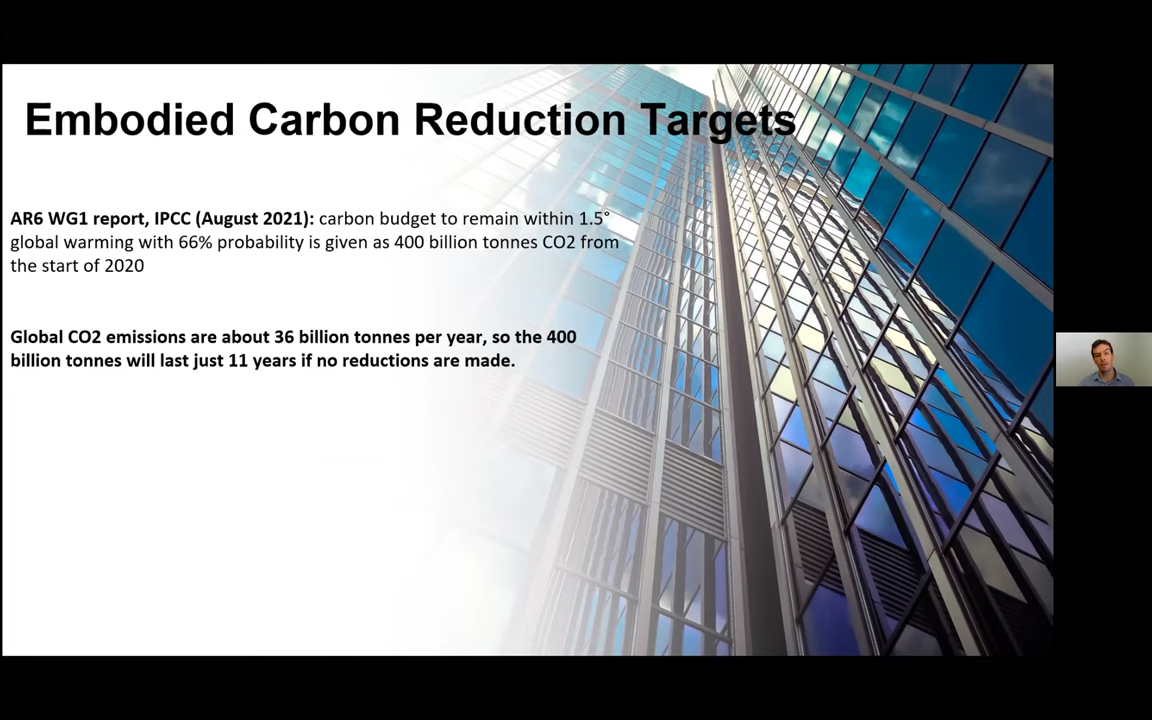 Embodied Carbon Reduction Targets
AR6 WG1 report, IPCC (August 2021): carbon budget to remain within 1.5°
global warming with 66% probability is given as 400 billion tonnes CO2 from
the start of 2020
Global CO2 emissions are about 36 billion tonnes per year, so the 400
billion tonnes will last just 11 years if no reductions are made.